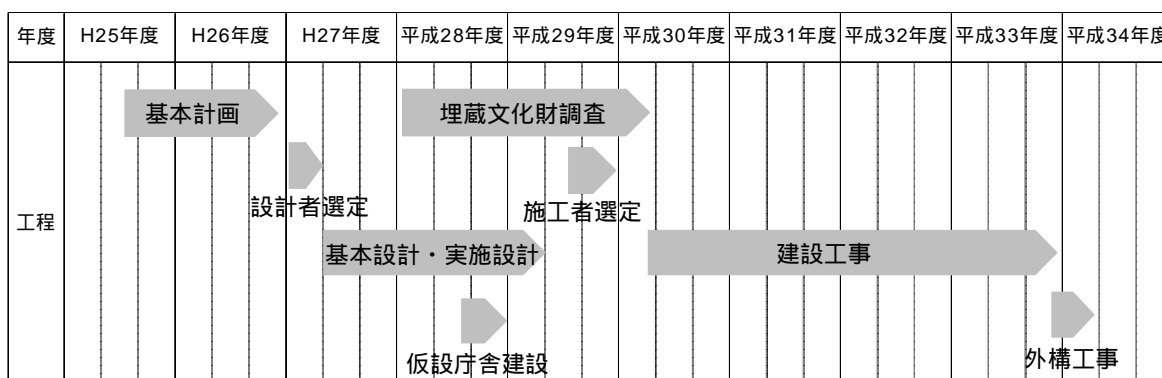 年度 H25年度 H26年度 H27年度 平成28年度 平成29年度 平成30年度 平成31年度 平成32年度 平成33年度 平成34年度
基本計画 埋蔵文化財調査
設計者選定 施工者選定
工程
基本設計・実施設計 建設工事
仮設庁舎建設 外構工事